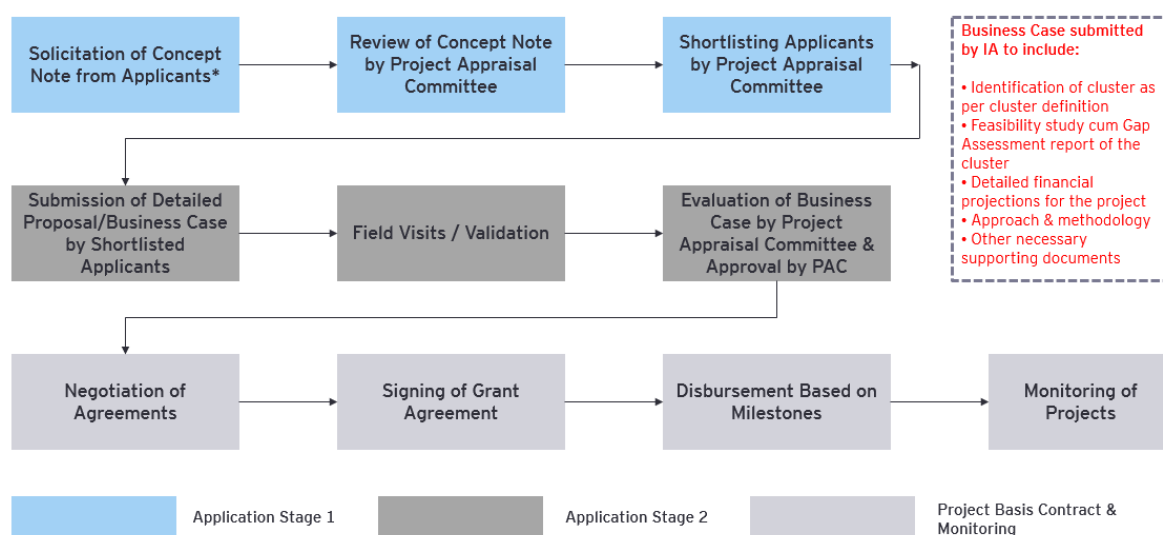 Solicitation of Concept
Note from Applicants*
Review of Concept Note
by Project Appraisal
Committee
Shortlisting Applicants
by Project Appraisal
Committee
Business Case submitted
by IA to include:
• Identification of cluster as
per cluster definition
• Feasibility study cum Gap
Assessment report of the
cluster
• Detailed financial
projections for the project
• Approach & methodology
• Other necessary
supporting documents
Submission of Detailed
Proposal/Business Case
by Shortlisted
Applicants
Field Visits / Validation
Evaluation of Business
Case by Project
Appraisal Committee &
Approval by PAC
Negotiation of
Agreements
Signing of Grant
Agreement
Disbursement Based on
Milestones
Monitoring of
Projects
Application Stage 1
Application Stage 2
Project Basis Contract &
Monitoring